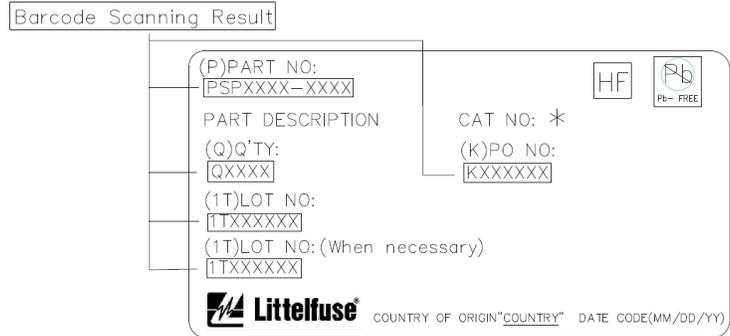 Barcode Scanning Result
(P)PART NO:
PSPXXXX-XXXX
HF
Pb
Pb- FREE
PART DESCRIPTION
CAT NO: *
(Q)Q'TY:
QXXXX
(K)PO NO:
KXXXXXX
(1T)LOT NO:
1TXXXXXX
(1T)LOT NO:(When necessary)
1TXXXXXX
Littelfuse®
COUNTRY OF ORIGIN"COUNTRY" DATE CODE(MM/DD/YY)